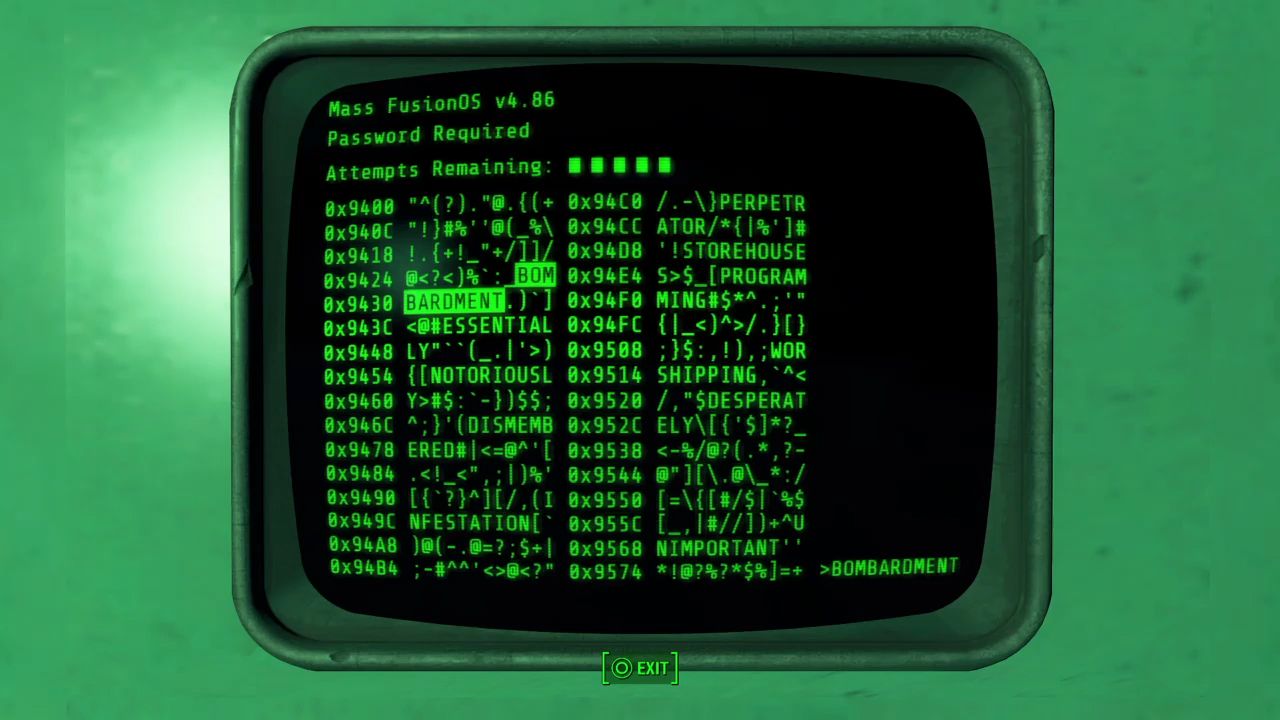 Mass FusionOS v4.86
Password Required
Attempts Remaining: ■ ■ ■ ■ ■
0x9400 "^(?)."@.{(+ 0x94C0 /.-\}PERPETR
0x940C "!}#%''@(_%\ 0x94CC ATOR/*{|%']#
0x9418 !.{+!_"+/]]/ 0x94D8 '!STOREHOUSE
0x9424 @<?<)%`:_BOM 0x94E4 S>$_[PROGRAM
0x9430 BARDMENT.)`] 0x94F0 MING#$*^.;'"
0x943C <@#ESSENTIAL 0x94FC {|_<)^>/.}[}
0x9448 LY"``(_.|'>) 0x9508 ;}$:,!),;WOR
0x9454 {[NOTORIOUSL 0x9514 SHIPPING,`^<
0x9460 Y>#$:`-})$$; 0x9520 /,"$DESPERAT
0x946C ^;}'(DISMEMB 0x952C ELY\[{'$]*?_
0x9478 ERED#|<=@^'[ 0x9538 <-%/@?(.*,?-
0x9484 .<!_<",;|)%' 0x9544 @"][\.@\_*:/
0x9490 [{`?}^][/,(I 0x9550 [=\{[#/$|`%$
0x949C NFESTATION[` 0x955C [_,|#//])+^U
0x94A8 )@(-.@=?;$+| 0x9568 NIMPORTANT''
0x94B4 ;-#^^'<>@<?" 0x9574 *!@?%?*$%]=+ >BOMBARDMENT
EXIT